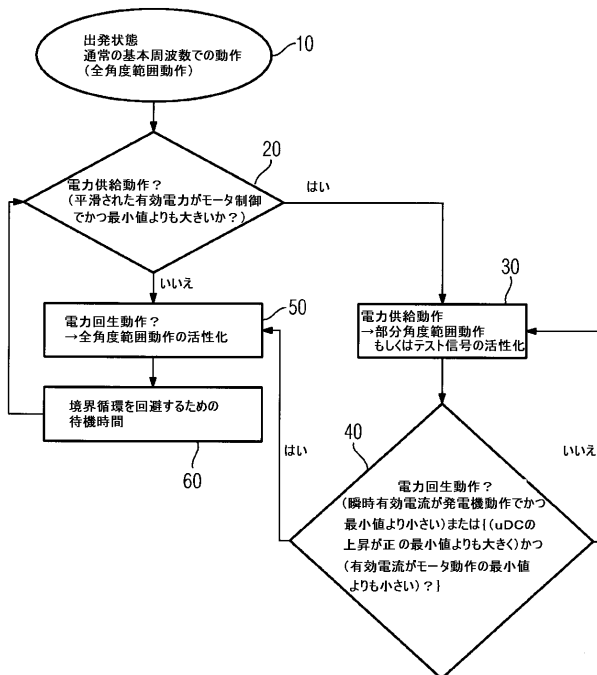 出発状態
通常の基本周波数での動作
(全角度範囲動作)
10
電力供給動作?
(平滑された有効電力がモータ制御
でかつ最小値よりも大きいか?)
20
はい
いいえ
電力回生動作?
→全角度範囲動作の活性化
50
電力供給動作
→部分角度範囲動作
もしくはテスト信号の活性化
30
境界循環を回避するための
待機時間
60
はい
40
いいえ
電力回生動作?
(瞬時有効電流が発電機動作でかつ
最小値より小さい)または{(uDCの
上昇が正の最小値よりも大きく)かつ
(有効電流がモータ動作の最小値
よりも小さい)?}